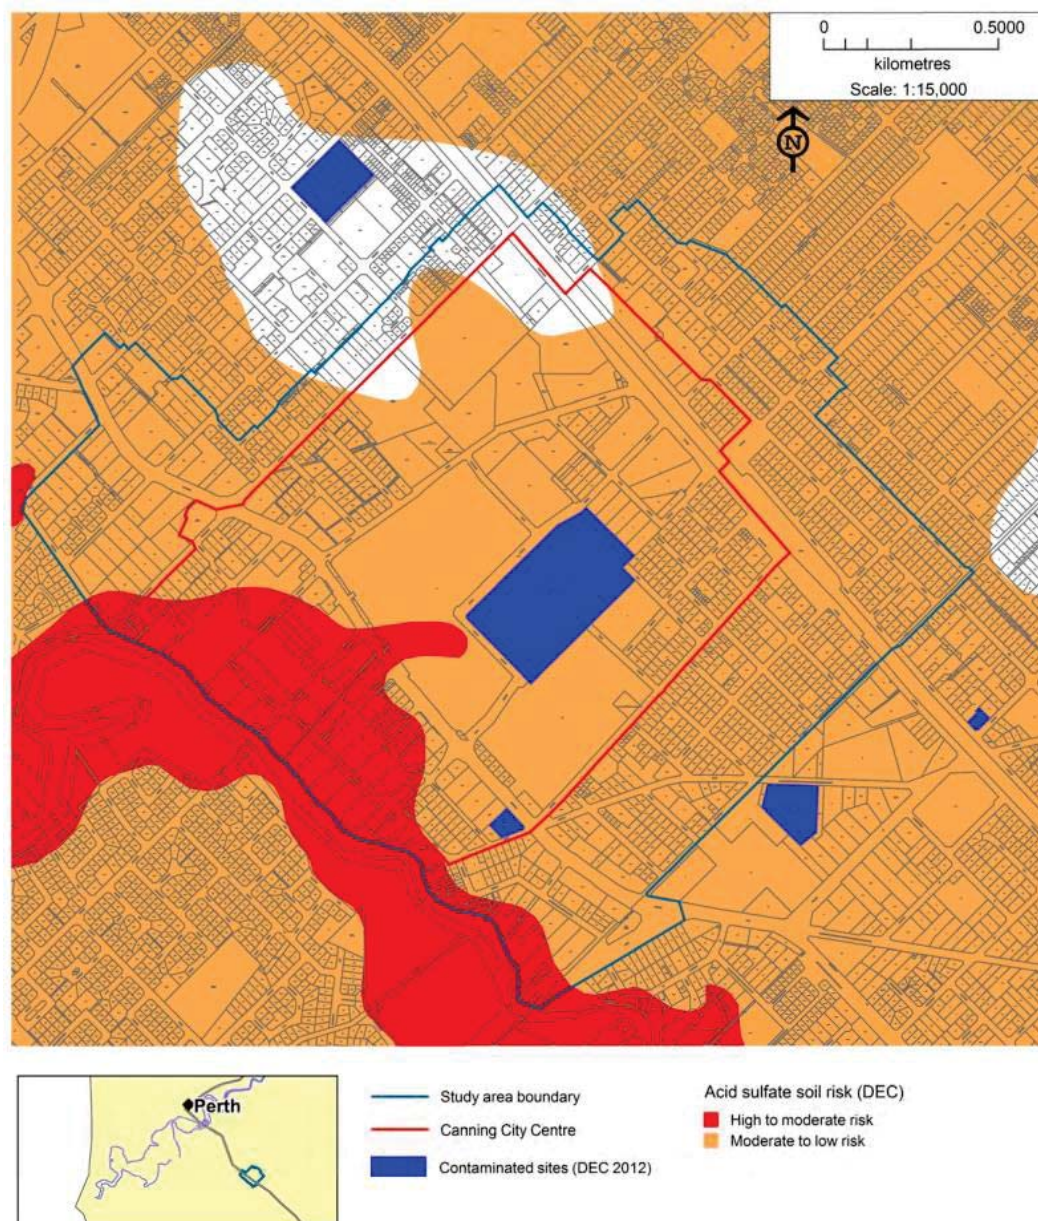 0 0.5000
kilometres
Scale: 1:15,000
N
Perth
Study area boundary
Canning City Centre
Contaminated sites (DEC 2012)
Acid sulfate soil risk (DEC)
High to moderate risk
Moderate to low risk